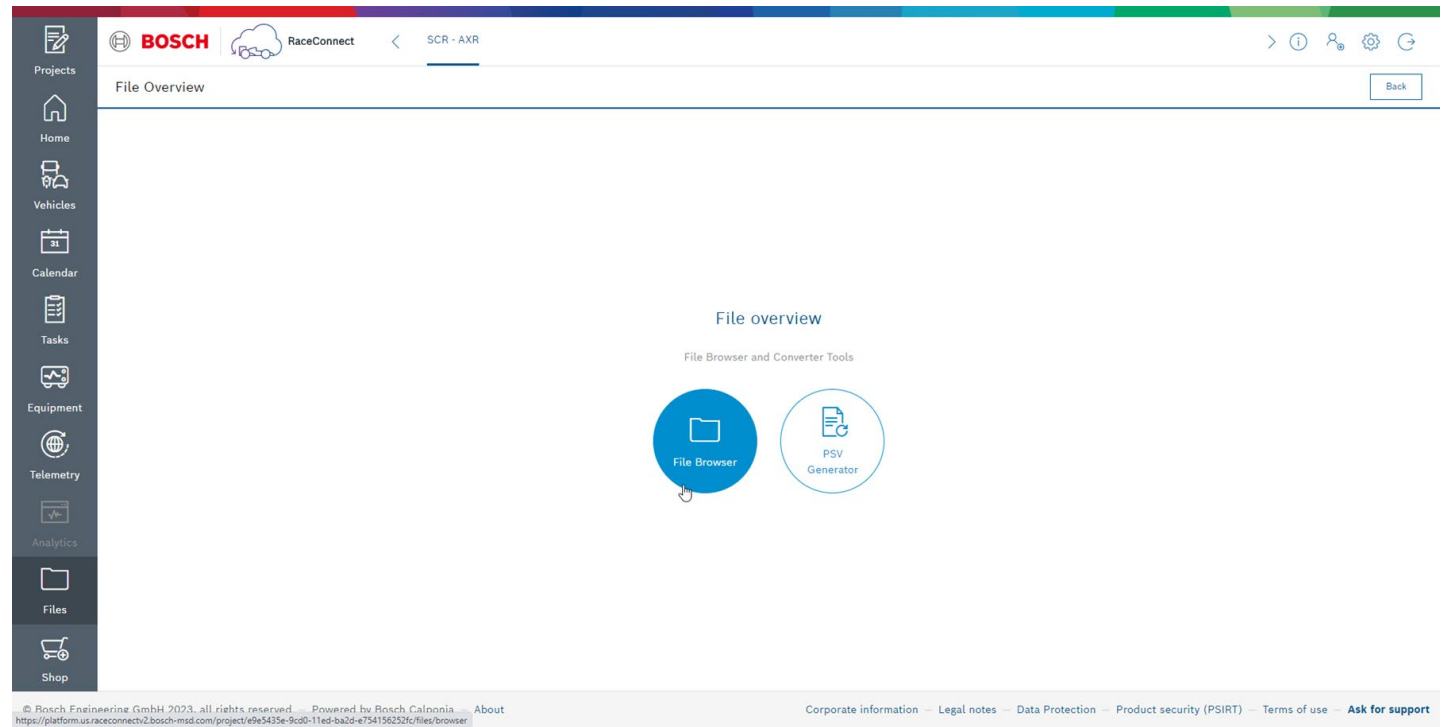 Projects
Home
Vehicles
31
Calendar
Tasks
Equipment
Telemetry
Analytics
Files
Shop
BOSCH
RaceConnect
SCR - AXR
File Overview
Back
File overview
File Browser and Converter Tools
File Browser
PSV
Generator
© Bosch Engineering GmbH 2023, all rights reserved — Powered by Bosch Calponia — About
https://platform.us.raceconnectv2.bosch-msd.com/project/e9e5435e-9cd0-11ed-ba2d-e754156252fc/files/browser
Corporate information — Legal notes — Data Protection — Product security (PSIRT) — Terms of use — Ask for support